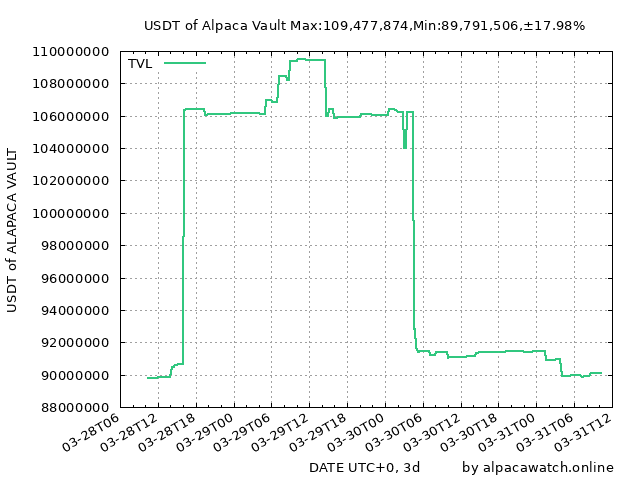 USDT of Alpaca Vault Max:109,477,874,Min:89,791,506,±17.98%
TVL
110000000
108000000
106000000
104000000
102000000
100000000
98000000
96000000
94000000
92000000
90000000
88000000
USDT of ALAPACA VAULT
03-28T06
03-28T12
03-28T18
03-29T00
03-29T06
03-29T12
03-29T18
03-30T00
03-30T06
03-30T12
03-30T18
03-31T00
03-31T06
03-31T12
DATE UTC+0, 3d
by alpacawatch.online